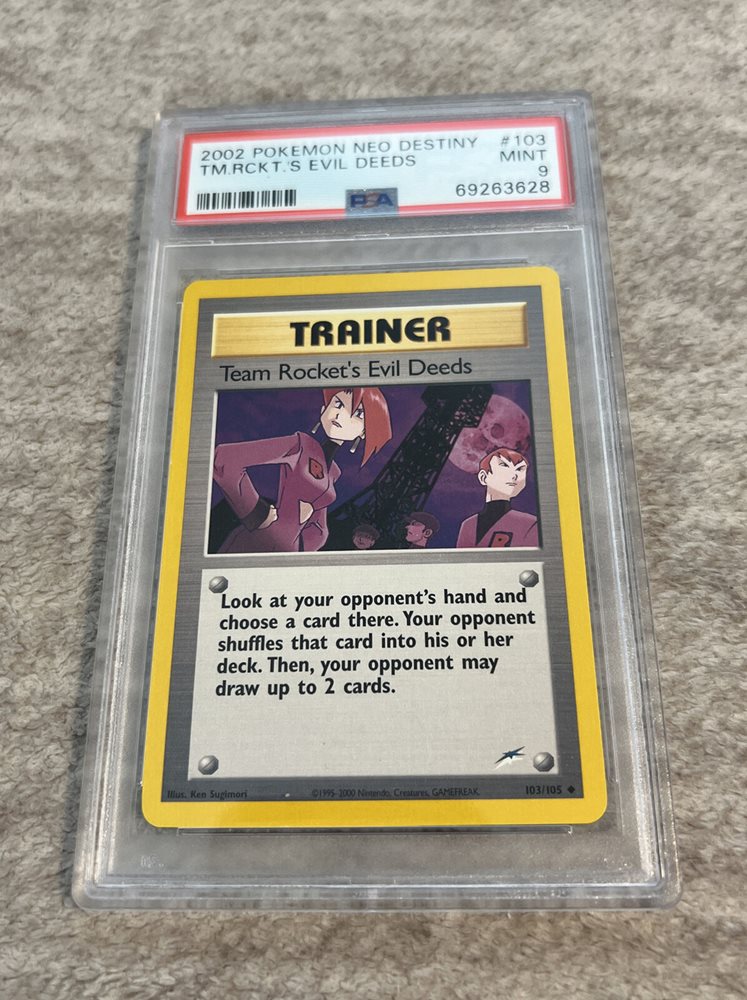 2002 POKEMON NEO DESTINY #103
TM.RCKT.'S EVIL DEEDS MINT
9
PSA 69263628
TRAINER
Team Rocket's Evil Deeds
R
R
Look at your opponent's hand and
choose a card there. Your opponent
shuffles that card into his or her
deck. Then, your opponent may
draw up to 2 cards.
Illus. Ken Sugimori ©1995-2000 Nintendo, Creatures, GAMEFREAK. 103/105